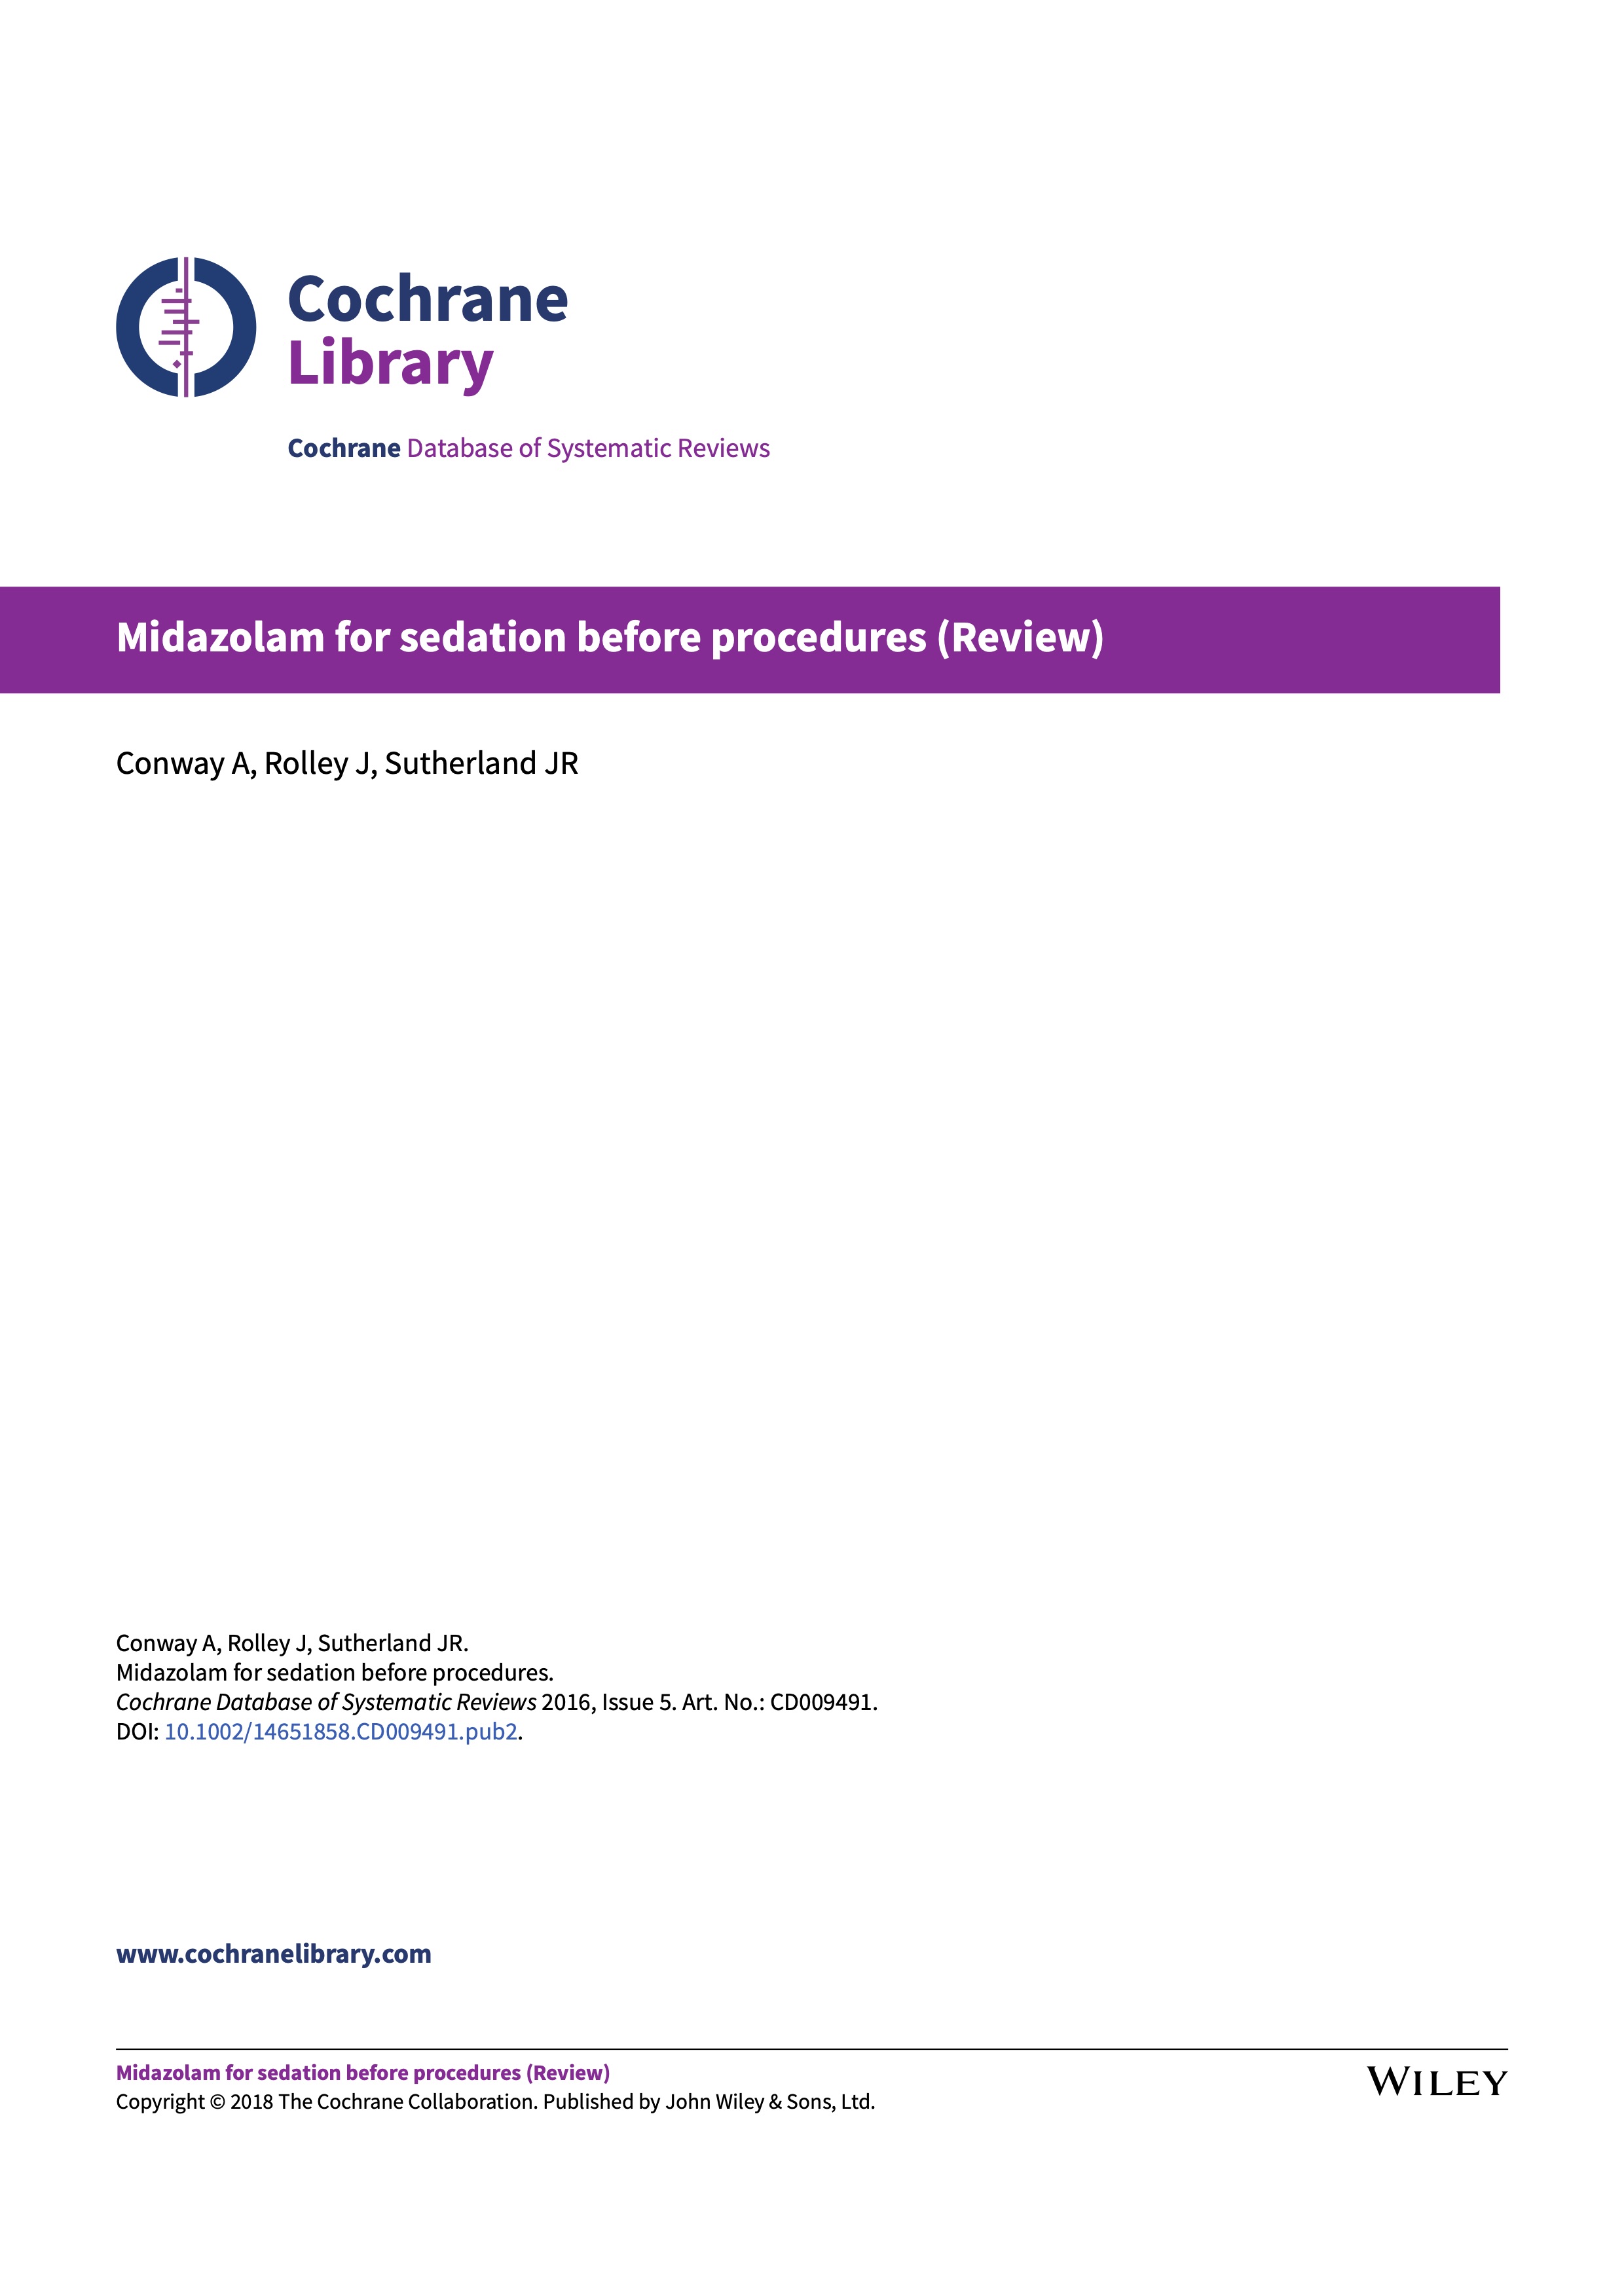 Cochrane
Library
Cochrane Database of Systematic Reviews
Midazolam for sedation before procedures (Review)
Conway A, Rolley J, Sutherland JR
Conway A, Rolley J, Sutherland JR.
Midazolam for sedation before procedures.
Cochrane Database of Systematic Reviews 2016, Issue 5. Art. No.: CD009491.
DOI: 10.1002/14651858.CD009491.pub2.
www.cochranelibrary.com
Midazolam for sedation before procedures (Review)
Copyright © 2018 The Cochrane Collaboration. Published by John Wiley & Sons, Ltd.
WILEY